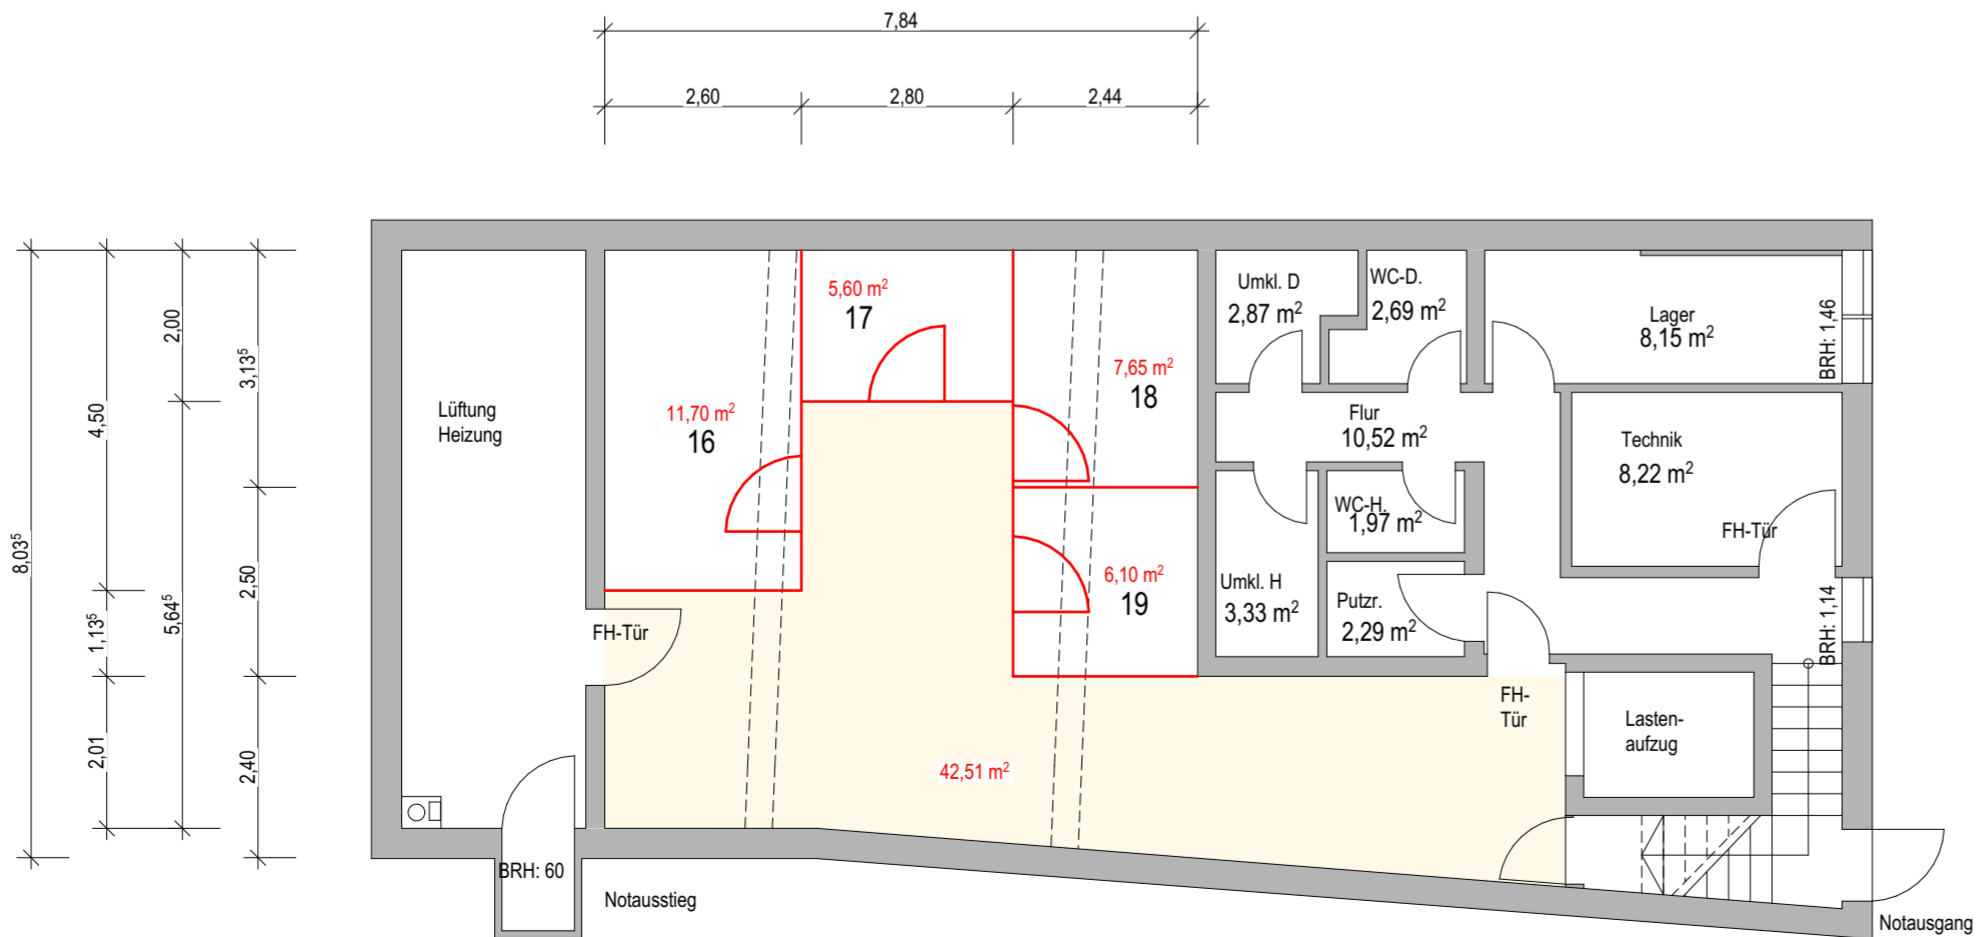 7,84
2,60
2,80
2,44
8,03⁵
4,50
1,13⁵
2,01
2,00
5,64⁵
3,13⁵
2,50
2,40
Lüftung
Heizung
11,70 m²
16
5,60 m²
17
7,65 m²
18
6,10 m²
19
Umkl. D
2,87 m²
WC-D.
2,69 m²
Lager
8,15 m²
BRH: 1,46
Flur
10,52 m²
Technik
8,22 m²
FH-Tür
WC-H.
1,97 m²
Umkl. H
3,33 m²
Putzr.
2,29 m²
BRH: 1,14
FH-Tür
FH-
Tür
Lasten-
aufzug
42,51 m²
BRH: 60
Notausstieg
Notausgang